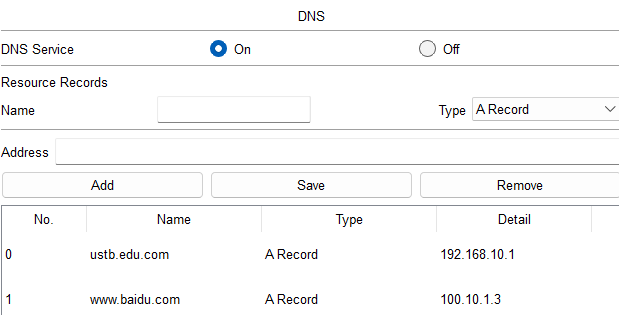 DNS
DNS Service On Off
Resource Records
Name Type A Record
Address
Add Save Remove
No. Name Type Detail
0 ustb.edu.com A Record 192.168.10.1
1 www.baidu.com A Record 100.10.1.3